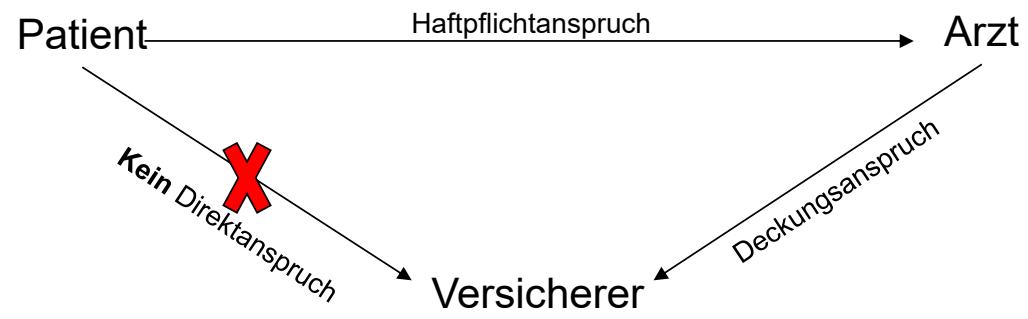 Haftpflichtanspruch
Patient
Arzt
Kein Direktanspruch
Deckungsanspruch
Versicherer